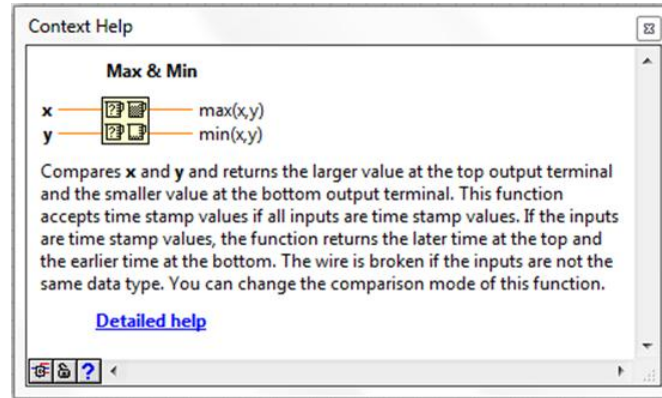 Context Help
Max & Min
x max(x,y)
y min(x,y)
Compares x and y and returns the larger value at the top output terminal
and the smaller value at the bottom output terminal. This function
accepts time stamp values if all inputs are time stamp values. If the inputs
are time stamp values, the function returns the later time at the top and
the earlier time at the bottom. The wire is broken if the inputs are not the
same data type. You can change the comparison mode of this function.
Detailed help
?